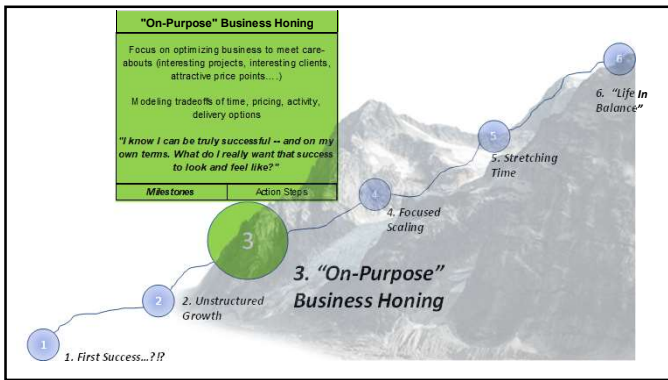 "On-Purpose" Business Honing
Focus on optimizing business to meet care-
abouts (interesting projects, interesting clients,
attractive price points....)
Modeling tradeoffs of time, pricing, activity,
delivery options
"I know I can be truly successful -- and on my
own terms. What do I really want that success
to look and feel like?"
Milestones
Action Steps
6
6. "Life In
Balance"
5
5. Stretching
Time
4
4. Focused
Scaling
3
3. "On-Purpose"
Business Honing
2
2. Unstructured
Growth
1
1. First Success...?!?